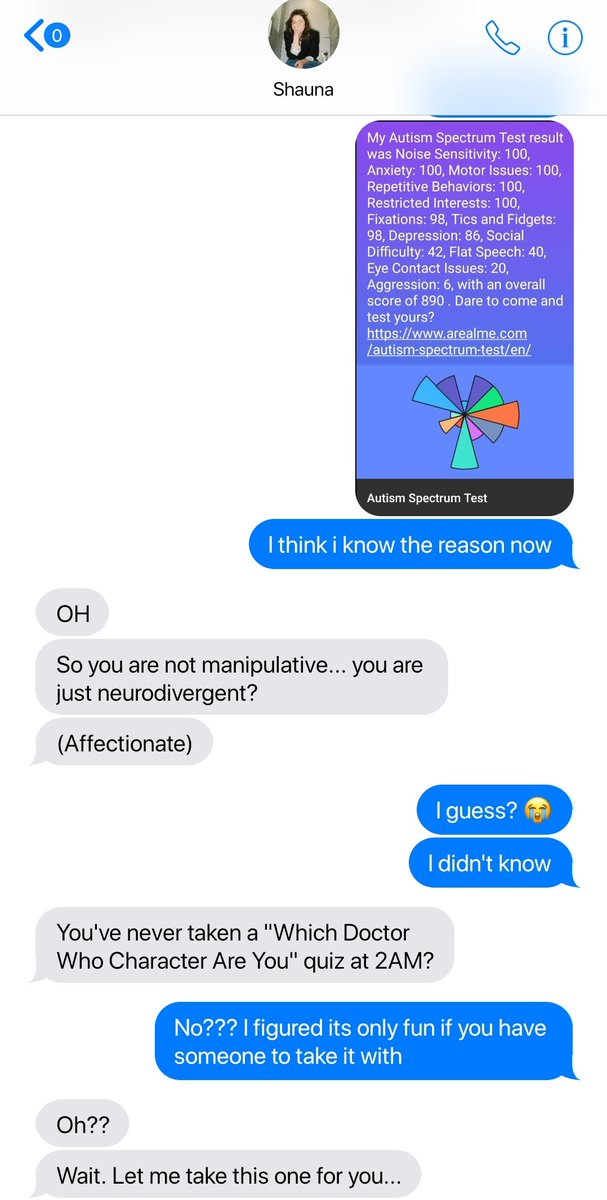 0
Shauna
My Autism Spectrum Test result
was Noise Sensitivity: 100,
Anxiety: 100, Motor Issues: 100,
Repetitive Behaviors: 100,
Restricted Interests: 100,
Fixations: 98, Tics and Fidgets:
98, Depression: 86, Social
Difficulty: 42, Flat Speech: 40,
Eye Contact Issues: 20,
Aggression: 6, with an overall
score of 890 . Dare to come and
test yours?
https://www.arealme.com
/autism-spectrum-test/en/
Autism Spectrum Test
I think i know the reason now
OH
So you are not manipulative... you are
just neurodivergent?
(Affectionate)
I guess? 😭
I didn't know
You've never taken a "Which Doctor
Who Character Are You" quiz at 2AM?
No??? I figured its only fun if you have
someone to take it with
Oh??
Wait. Let me take this one for you...